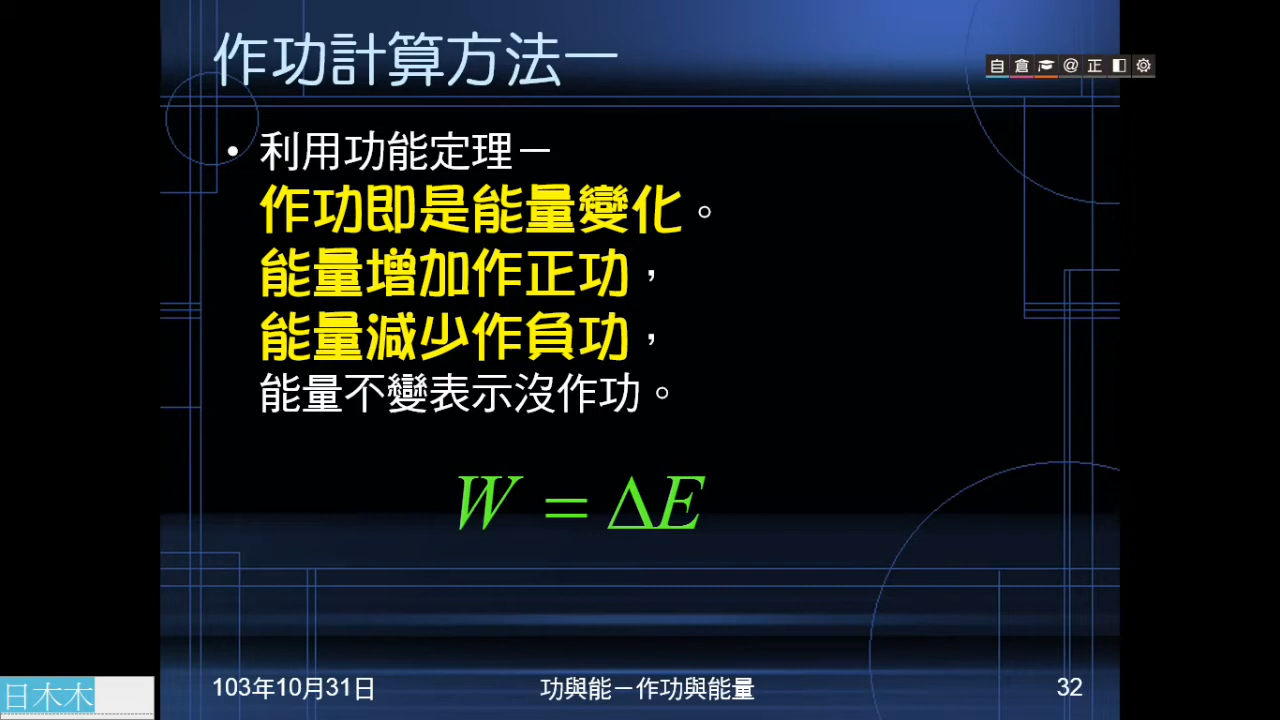 作功計算方法一
自 倉 @ 正
• 利用功能定理－
作功即是能量變化。
能量增加作正功，
能量減少作負功，
能量不變表示沒作功。
W = ΔE
日木木
103年10月31日 功與能－作功與能量 32